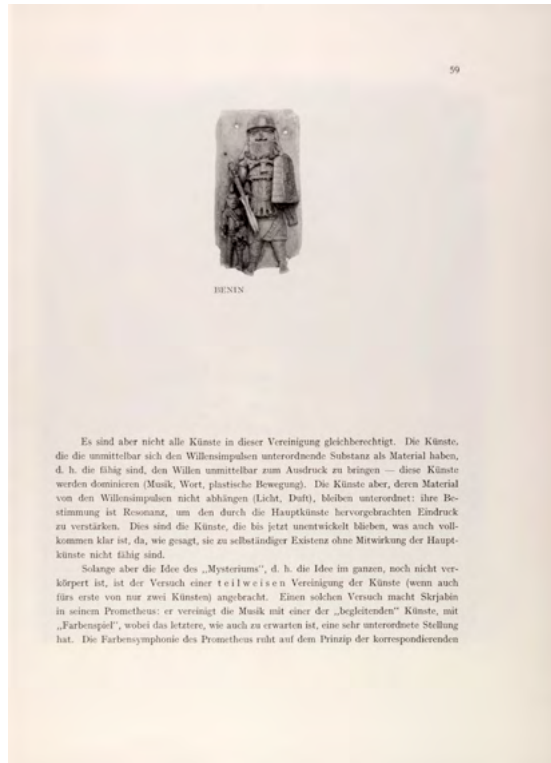 59
BENIN
Es sind aber nicht alle Künste in dieser Vereinigung gleichberechtigt. Die Künste,
die die unmittelbar sich den Willensimpulsen unterordnende Substanz als Material haben,
d. h. die fähig sind, den Willen unmittelbar zum Ausdruck zu bringen — diese Künste
werden dominieren (Musik, Wort, plastische Bewegung). Die Künste aber, deren Material
von den Willensimpulsen nicht abhängen (Licht, Duft), bleiben unterordnet: ihre Be-
stimmung ist Resonanz, um den durch die Hauptkünste hervorgebrachten Eindruck
zu verstärken. Dies sind die Künste, die bis jetzt unentwickelt blieben, was auch voll-
kommen klar ist, da, wie gesagt, sie zu selbständiger Existenz ohne Mitwirkung der Haupt-
künste nicht fähig sind.
Solange aber die Idee des „Mysteriums", d. h. die Idee im ganzen, noch nicht ver-
körpert ist, ist der Versuch einer teilweisen Vereinigung der Künste (wenn auch
fürs erste von nur zwei Künsten) angebracht. Einen solchen Versuch macht Skrjabin
in seinem Prometheus: er vereinigt die Musik mit einer der „begleitenden" Künste, mit
„Farbenspiel", wobei das letztere, wie auch zu erwarten ist, eine sehr unterordnete Stellung
hat. Die Farbensymphonie des Prometheus ruht auf dem Prinzip der korrespondierenden